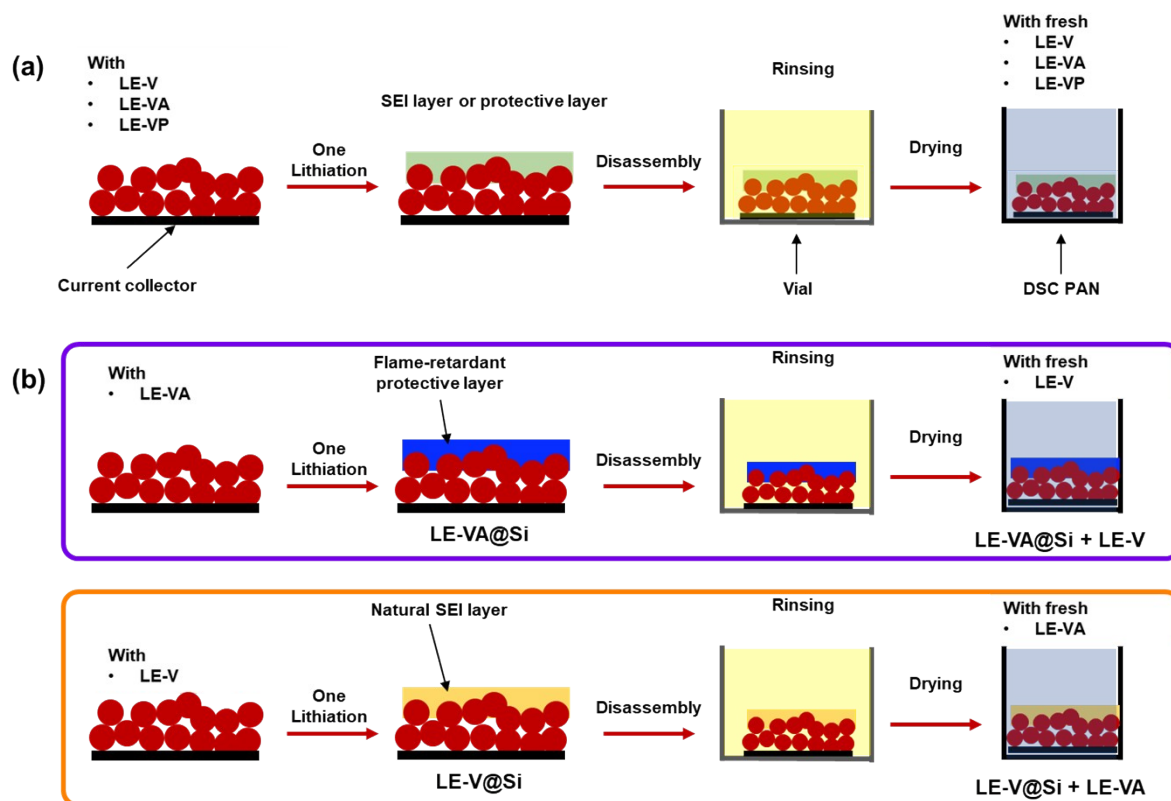 (a)
With
• LE-V
• LE-VA
• LE-VP
Current collector
One
Lithiation
SEI layer or protective layer
Disassembly
Rinsing
Vial
Drying
With fresh
• LE-V
• LE-VA
• LE-VP
DSC PAN
(b)
With
• LE-VA
One
Lithiation
Flame-retardant
protective layer
LE-VA@Si
Disassembly
Rinsing
Drying
With fresh
• LE-V
LE-VA@Si + LE-V
With
• LE-V
One
Lithiation
Natural SEI layer
LE-V@Si
Disassembly
Rinsing
Drying
With fresh
• LE-VA
LE-V@Si + LE-VA